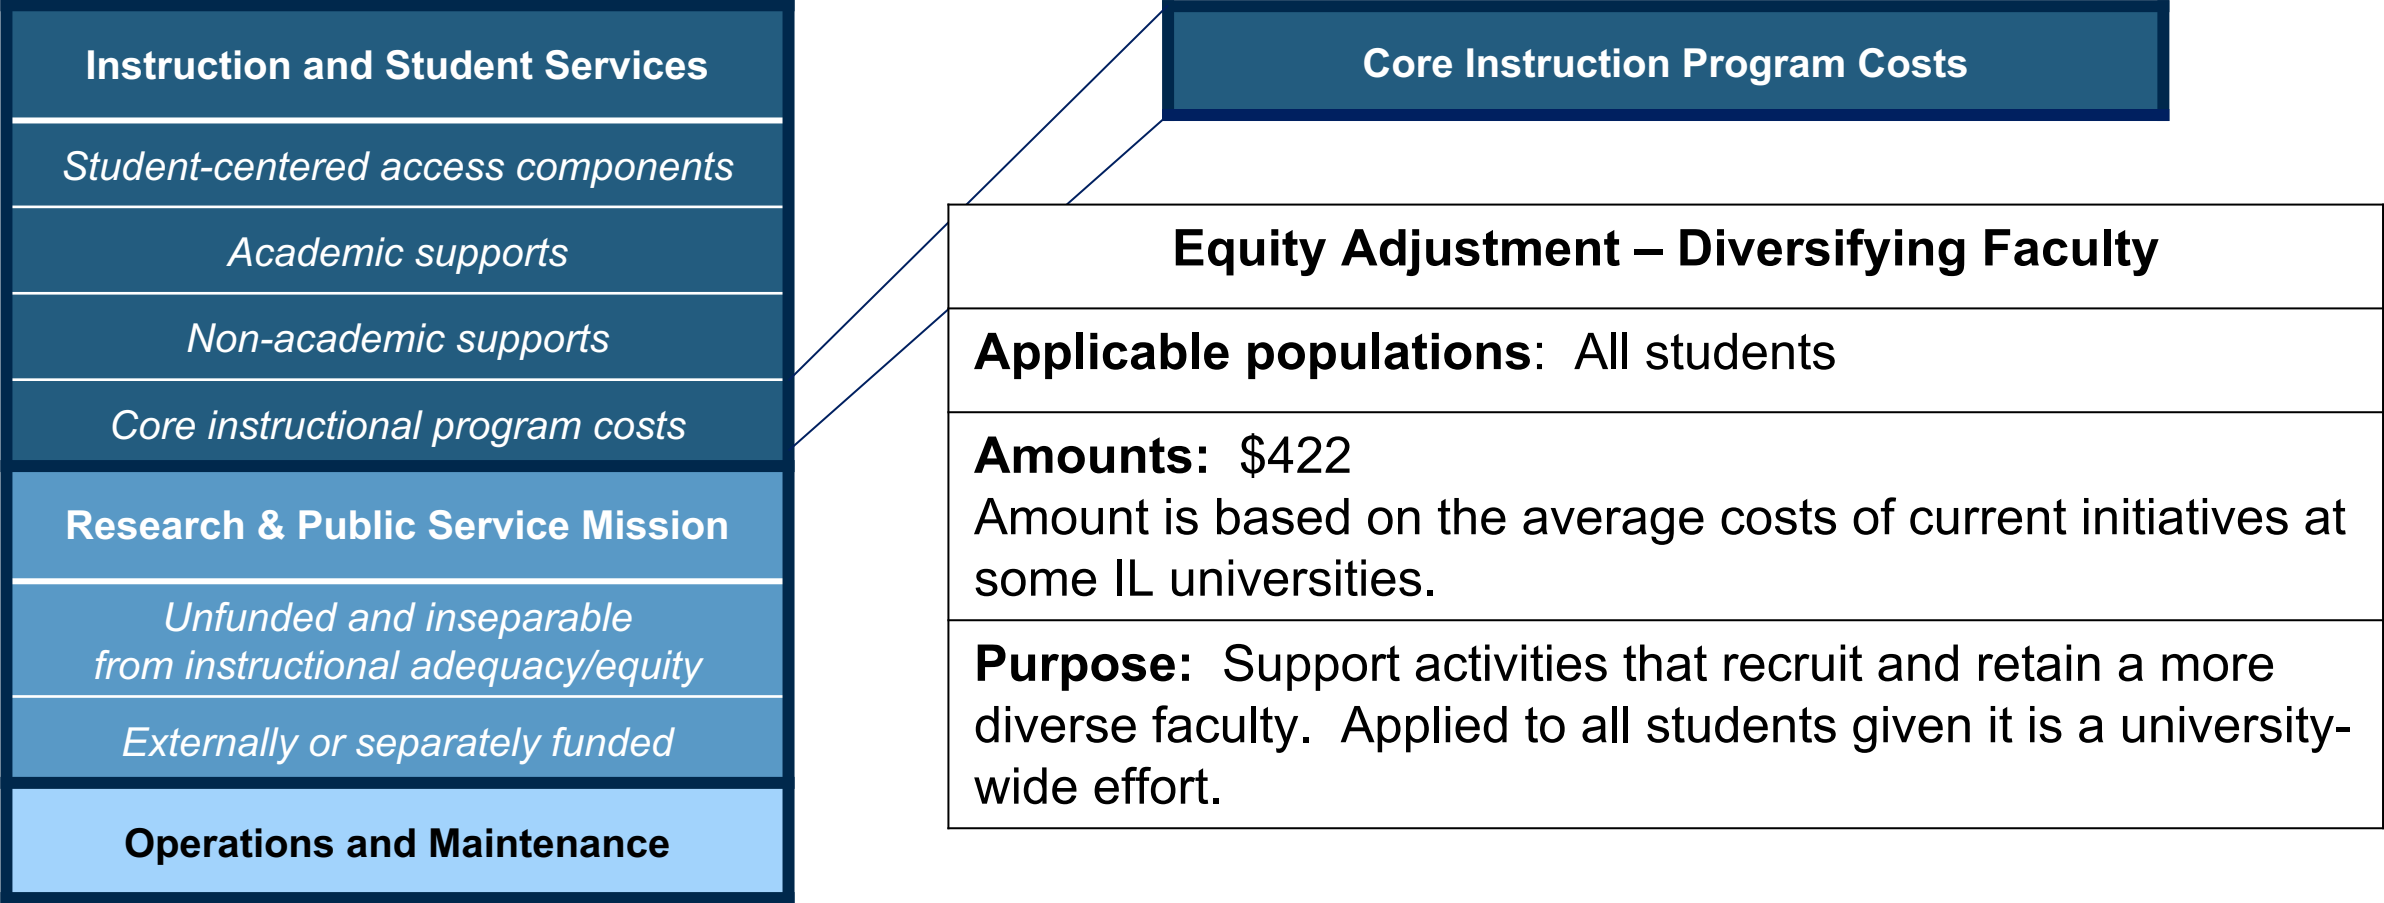 Instruction and Student Services
Student-centered access components
Academic supports
Non-academic supports
Core instructional program costs
Research & Public Service Mission
Unfunded and inseparable
from instructional adequacy/equity
Externally or separately funded
Operations and Maintenance
Core Instruction Program Costs
Equity Adjustment – Diversifying Faculty
Applicable populations:  All students
Amounts:  $422
Amount is based on the average costs of current initiatives at
some IL universities.
Purpose:  Support activities that recruit and retain a more
diverse faculty.  Applied to all students given it is a university-
wide effort.